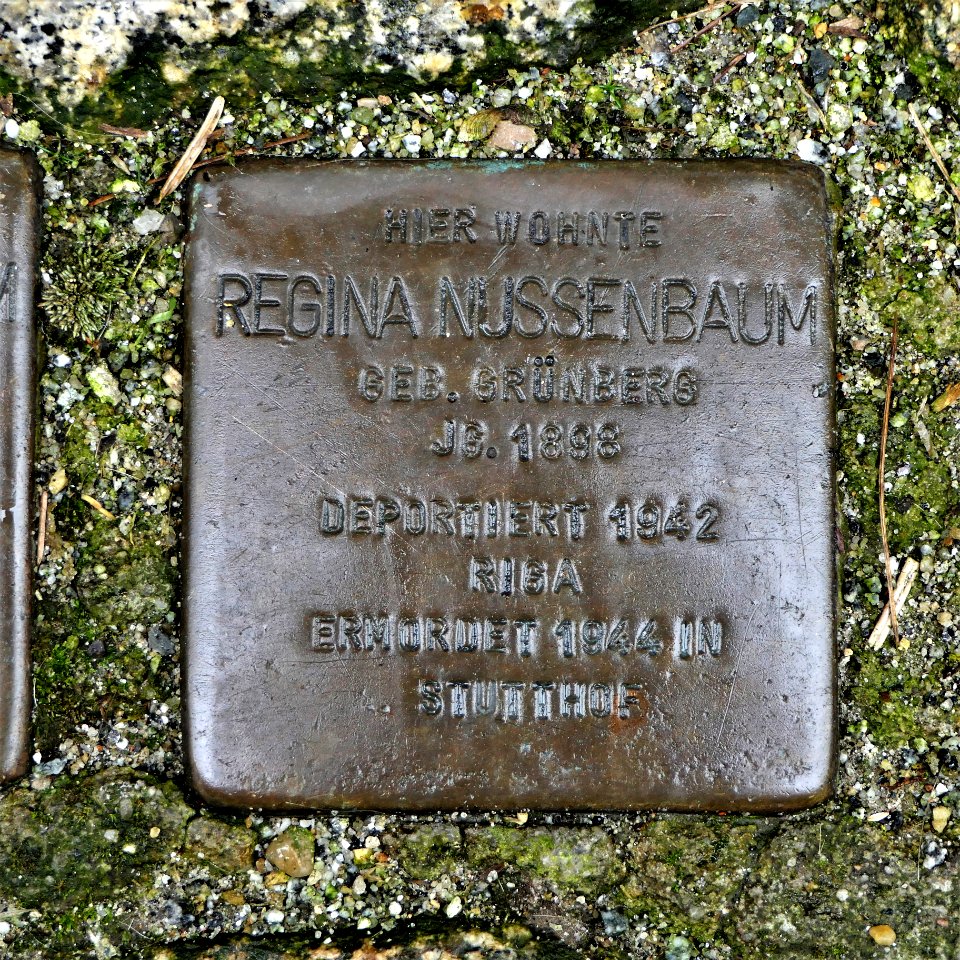 HIER WOHNTE
REGINA NUSSENBAUM
GEB. GRÜNBERG
JG. 1898
DEPORTIERT 1942
RIGA
ERMORDET 1944 IN
STUTTHOF